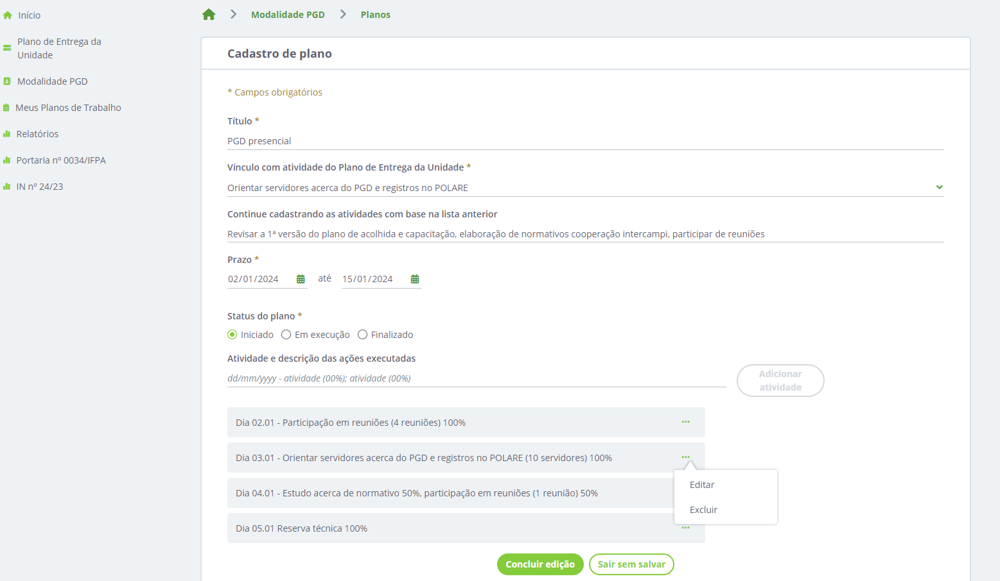 Início
Plano de Entrega da
Unidade
Modalidade PGD
Meus Planos de Trabalho
Relatórios
Portaria nº 0034/IFPA
IN nº 24/23
Modalidade PGD
Planos
Cadastro de plano
* Campos obrigatórios
Título *
PGD presencial
Vínculo com atividade do Plano de Entrega da Unidade *
Orientar servidores acerca do PGD e registros no POLARE
Continue cadastrando as atividades com base na lista anterior
Revisar a 1ª versão do plano de acolhida e capacitação, elaboração de normativos cooperação intercampi, participar de reuniões
Prazo *
02/01/2024 até 15/01/2024
Status do plano *
Iniciado Em execução Finalizado
Atividade e descrição das ações executadas
dd/mm/yyyy - atividade (00%); atividade (00%)
Adicionar
atividade
Dia 02.01 - Participação em reuniões (4 reuniões) 100%
Dia 03.01 - Orientar servidores acerca do PGD e registros no POLARE (10 servidores) 100%
Editar
Dia 04.01 - Estudo acerca de normativo 50%, participação em reuniões (1 reunião) 50%
Excluir
Dia 05.01 Reserva técnica 100%
Concluir edição Sair sem salvar